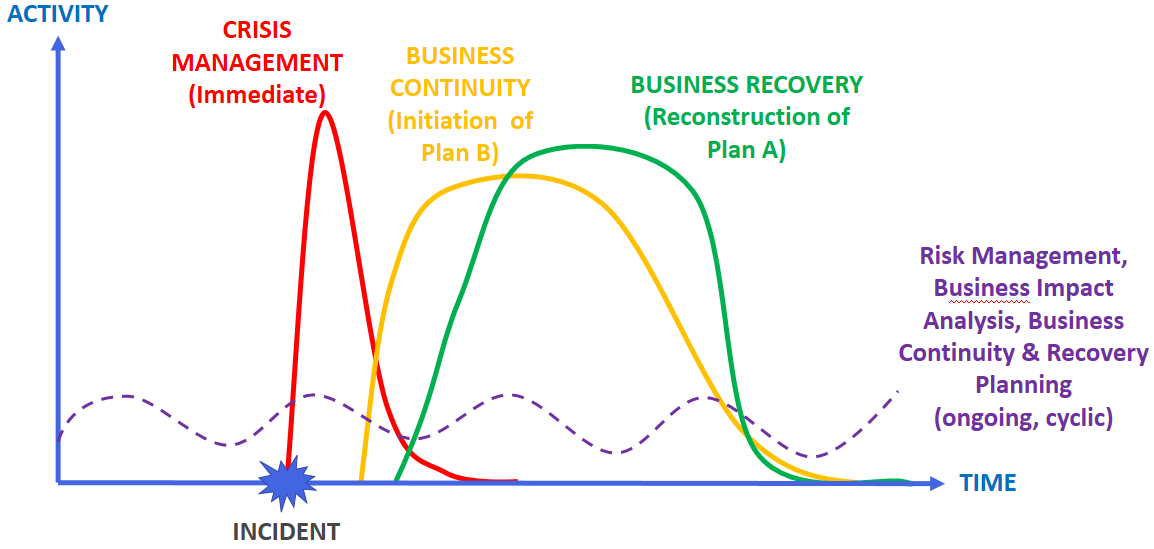 ACTIVITY
CRISIS
MANAGEMENT
(Immediate)
BUSINESS
CONTINUITY
(Initiation of
Plan B)
BUSINESS RECOVERY
(Reconstruction of
Plan A)
Risk Management,
Business Impact
Analysis, Business
Continuity & Recovery
Planning
(ongoing, cyclic)
TIME
INCIDENT